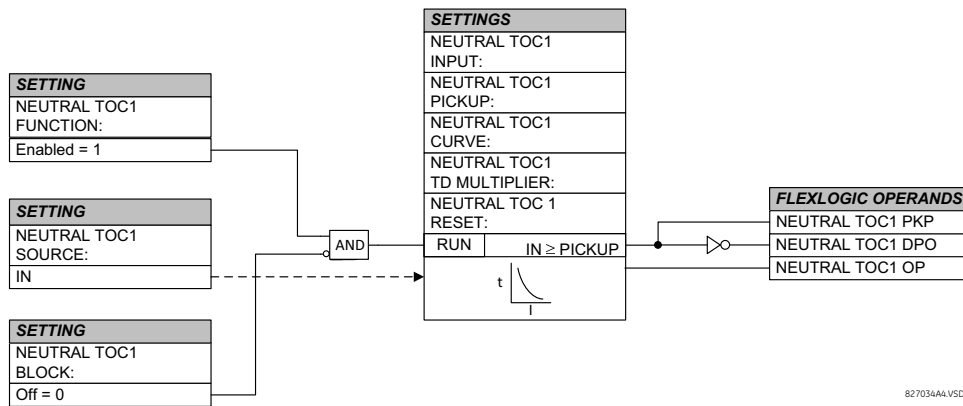 SETTING
NEUTRAL TOC1
FUNCTION:
Enabled = 1
SETTING
NEUTRAL TOC1
SOURCE:
IN
SETTING
NEUTRAL TOC1
BLOCK:
Off = 0
AND
SETTINGS
NEUTRAL TOC1
INPUT:
NEUTRAL TOC1
PICKUP:
NEUTRAL TOC1
CURVE:
NEUTRAL TOC1
TD MULTIPLIER:
NEUTRAL TOC 1
RESET:
RUN IN ≥ PICKUP
t
I
FLEXLOGIC OPERANDS
NEUTRAL TOC1 PKP
NEUTRAL TOC1 DPO
NEUTRAL TOC1 OP
827034A4.VSD